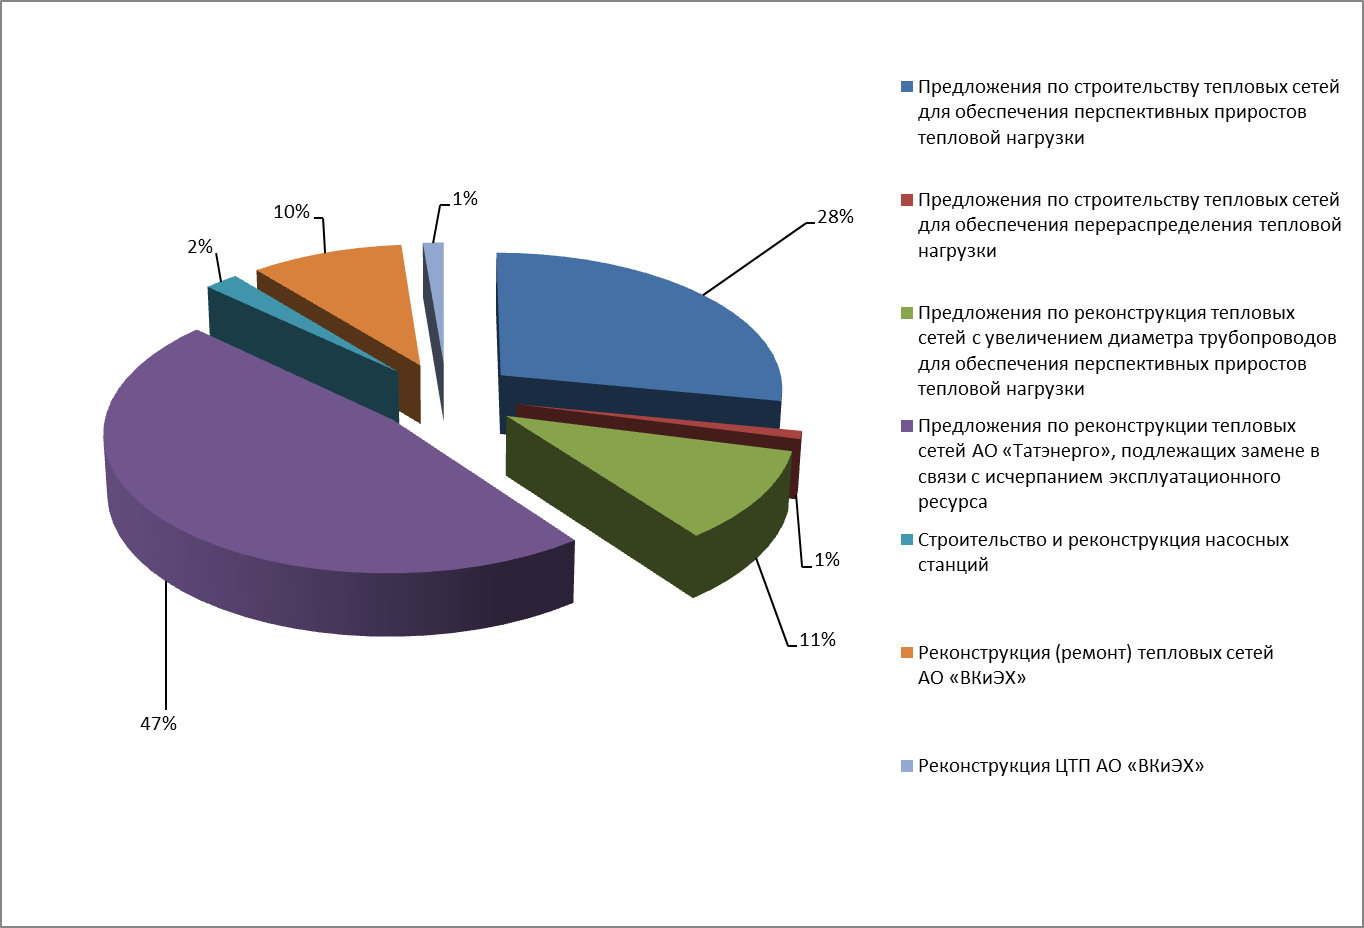 1%
10%
28%
2%
1%
11%
47%
Предложения по строительству тепловых сетей
для обеспечения перспективных приростов
тепловой нагрузки
Предложения по строительству тепловых сетей
для обеспечения перераспределения тепловой
нагрузки
Предложения по реконструкция тепловых
сетей с увеличением диаметра трубопроводов
для обеспечения перспективных приростов
тепловой нагрузки
Предложения по реконструкции тепловых
сетей АО «Татэнерго», подлежащих замене в
связи с исчерпанием эксплуатационного
ресурса
Строительство и реконструкция насосных
станций
Реконструкция (ремонт) тепловых сетей
АО «ВКиЭХ»
Реконструкция ЦТП АО «ВКиЭХ»